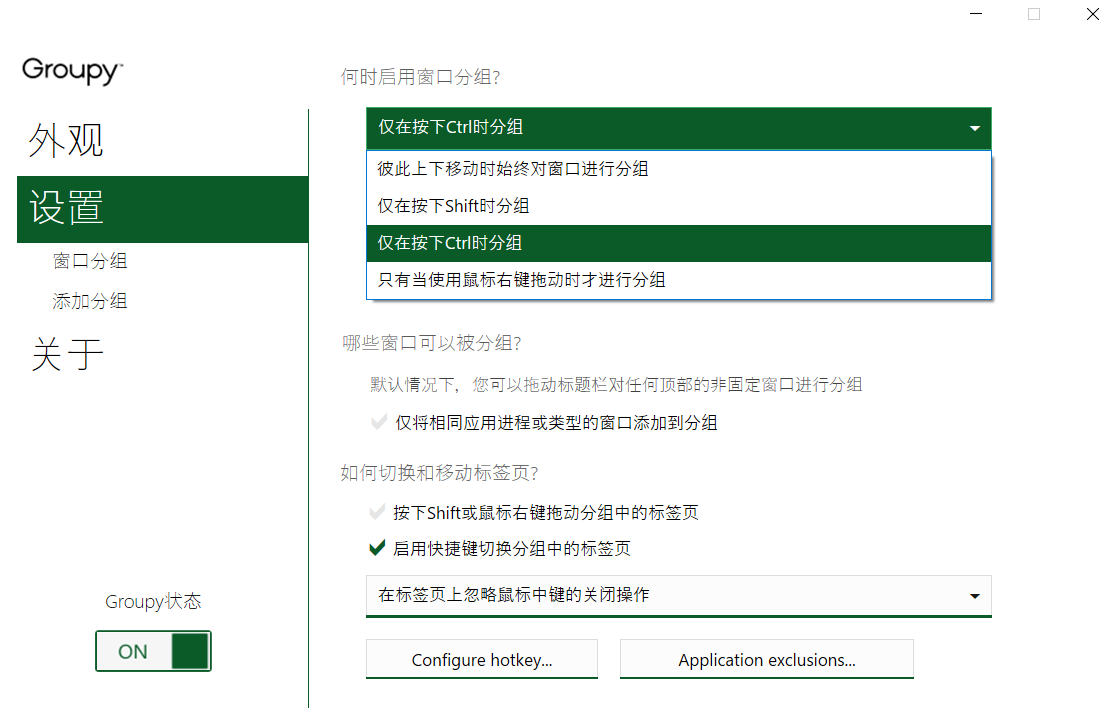 Groupy™
外观
设置
窗口分组
添加分组
关于
Groupy状态
ON
何时启用窗口分组?
仅在按下Ctrl时分组
彼此上下移动时始终对窗口进行分组
仅在按下Shift时分组
仅在按下Ctrl时分组
只有当使用鼠标右键拖动时才进行分组
哪些窗口可以被分组?
默认情况下，您可以拖动标题栏对任何顶部的非固定窗口进行分组
仅将相同应用进程或类型的窗口添加到分组
如何切换和移动标签页?
按下Shift或鼠标右键拖动分组中的标签页
启用快捷键切换分组中的标签页
在标签页上忽略鼠标中键的关闭操作
Configure hotkey...
Application exclusions...